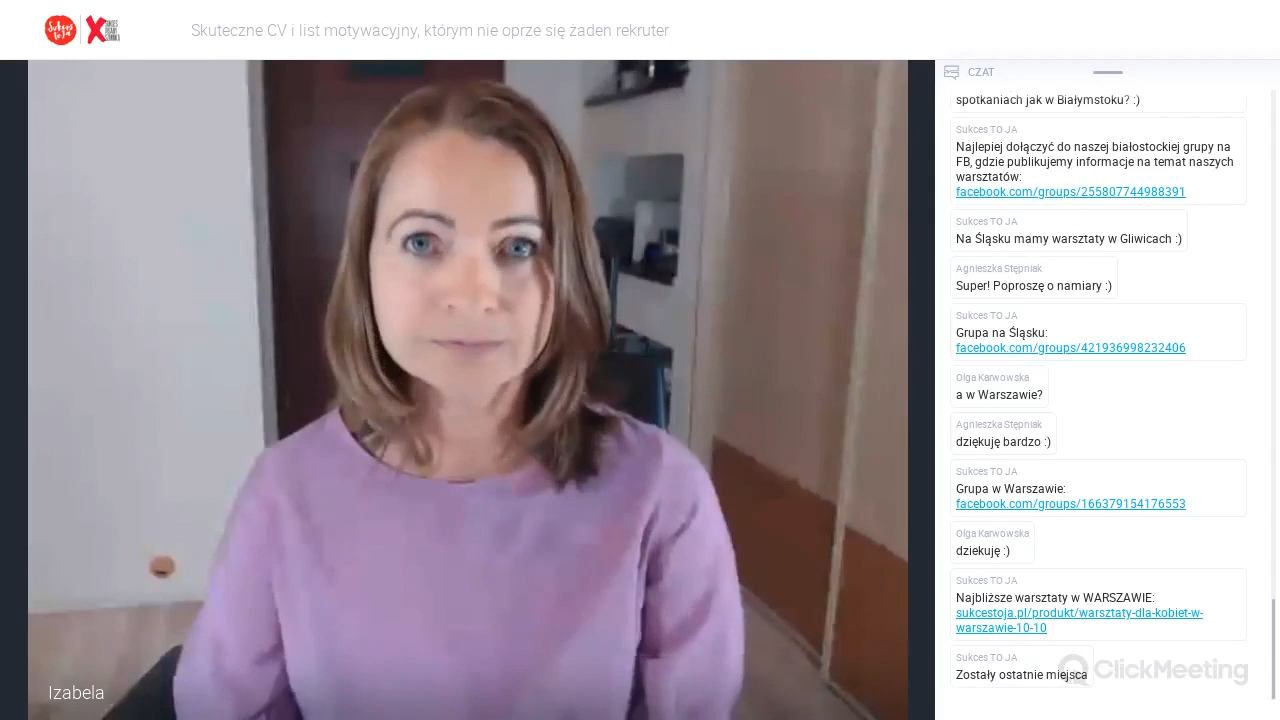 Sukces
to Ja
Skuteczne CV i list motywacyjny, którym nie oprze się żaden rekruter
CZAT
spotkaniach jak w Białymstoku? :)
Sukces TO JA
Najlepiej dołączyć do naszej białostockiej grupy na
FB, gdzie publikujemy informacje na temat naszych
warsztatów:
facebook.com/groups/255807744988391
Sukces TO JA
Na Śląsku mamy warsztaty w Gliwicach :)
Agnieszka Stępniak
Super! Poproszę o namiary :)
Sukces TO JA
Grupa na Śląsku:
facebook.com/groups/421936998232406
Olga Karwowska
a w Warszawie?
Agnieszka Stępniak
dziękuję bardzo :)
Sukces TO JA
Grupa w Warszawie:
facebook.com/groups/166379154176553
Olga Karwowska
dziekuję :)
Sukces TO JA
Najbliższe warsztaty w WARSZAWIE:
sukcestoja.pl/produkt/warsztaty-dla-kobiet-w-
warszawie-10-10
Sukces TO JA
Zostały ostatnie miejsca
ClickMeeting
Izabela